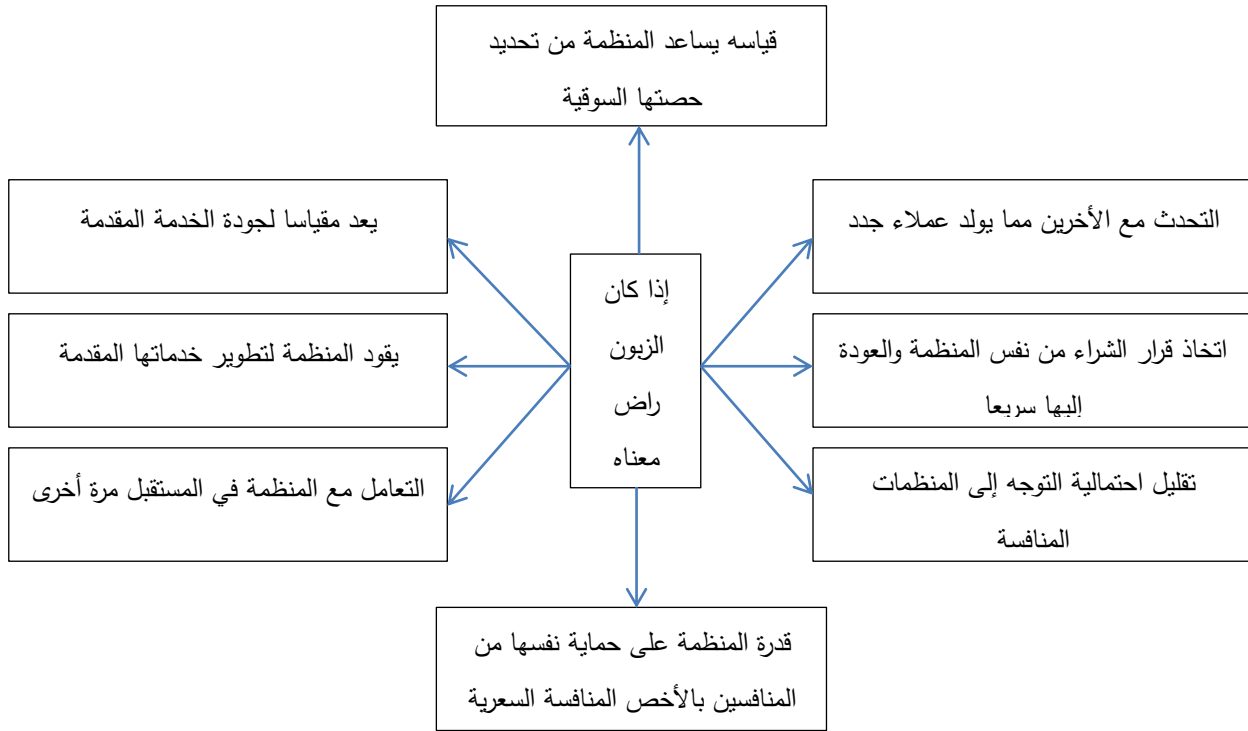 قياسه يساعد المنظمة من تحديد
حصتها السوقية
التحدث مع الأخرين مما يولد عملاء جدد
يعد مقياسا لجودة الخدمة المقدمة
إذا كان
الزبون
راض
معناه
اتخاذ قرار الشراء من نفس المنظمة والعودة
إليها سريعا
يقود المنظمة لتطوير خدماتها المقدمة
تقليل احتمالية التوجه إلى المنظمات
المنافسة
التعامل مع المنظمة في المستقبل مرة أخرى
قدرة المنظمة على حماية نفسها من
المنافسين بالأخص المنافسة السعرية